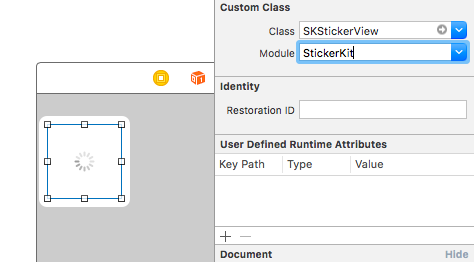 Custom Class
Class SKStickerView
Module StickerKit
Identity
Restoration ID
User Defined Runtime Attributes
Key Path Type Value
Document Hide